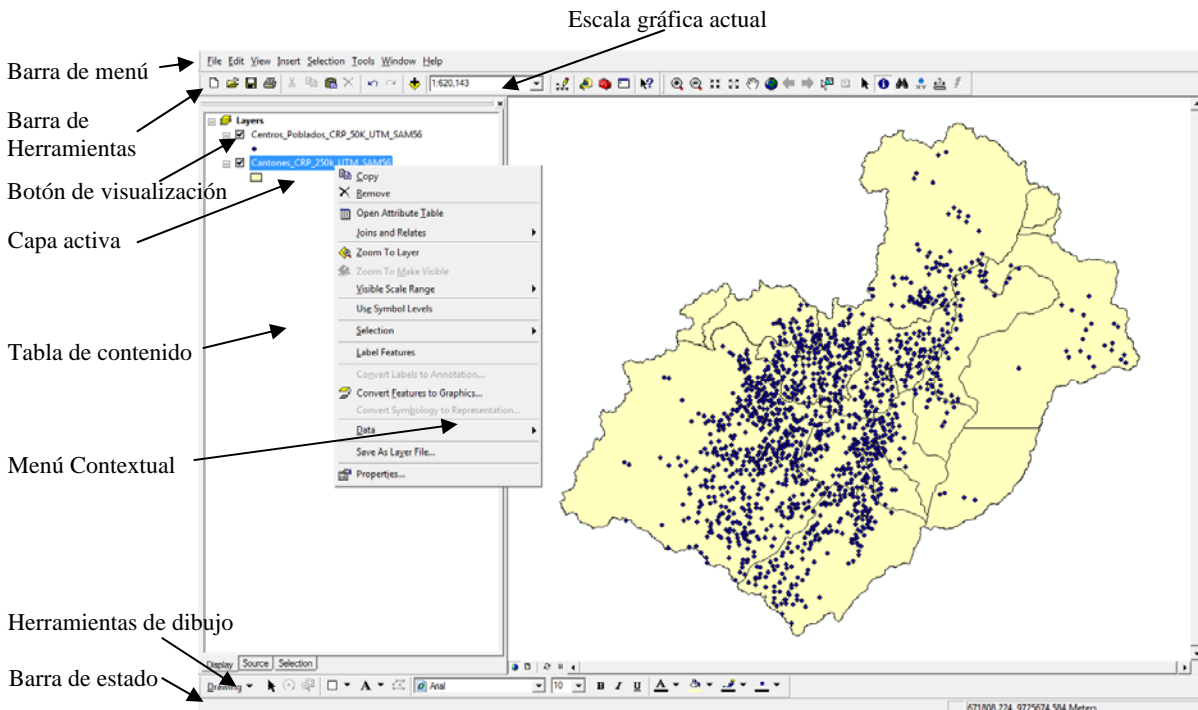 Escala gráfica actual
Barra de menú
File Edit View Insert Selection Tools Window Help
1:620,143
Barra de
Herramientas
Layers
Centros_Poblados_CRP_50K_UTM_SAM56
Botón de visualización
Cantones_CRP_250k_UTM_SAM56
Capa activa
Copy
Remove
Open Attribute Table
Joins and Relates
Zoom To Layer
Zoom To Make Visible
Visible Scale Range
Use Symbol Levels
Selection
Tabla de contenido
Label Features
Convert Labels to Annotation...
Convert Features to Graphics...
Convert Symbology to Representation...
Data
Menú Contextual
Save As Layer File...
Properties...
Herramientas de dibujo
Display Source Selection
Barra de estado
Drawing A Arial 10 B I U A
671808,224 9725674,584 Meters